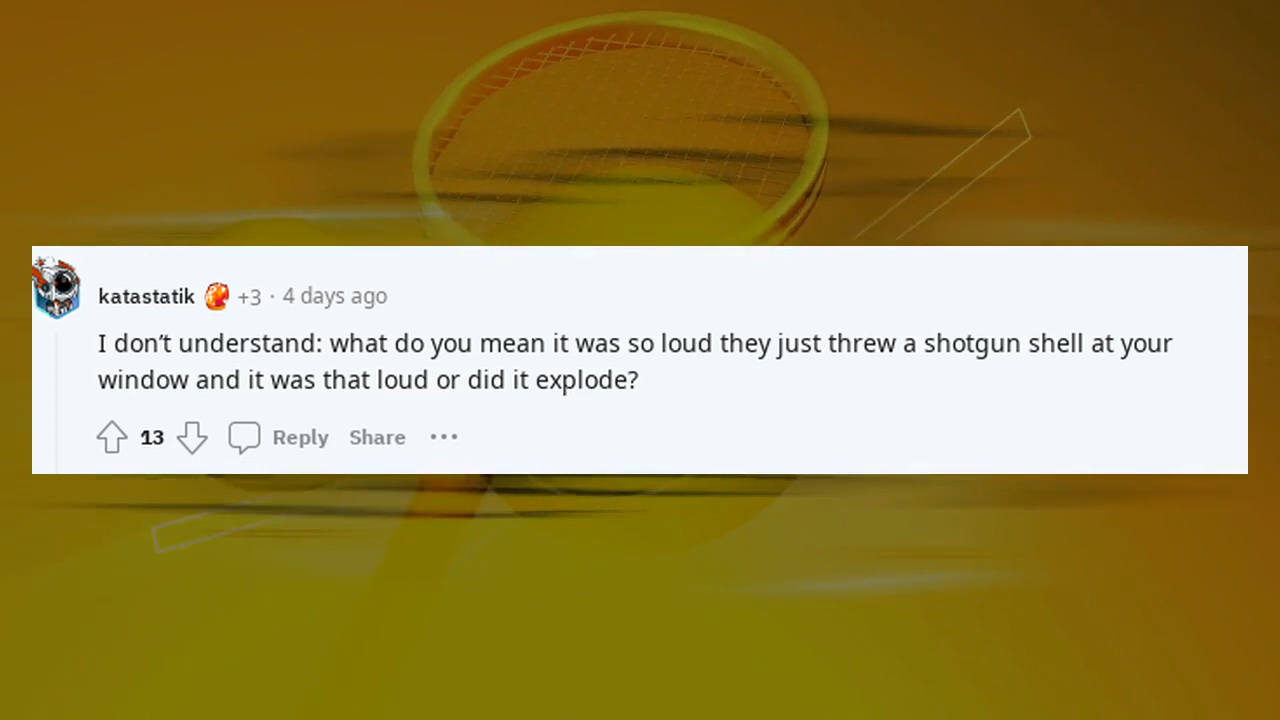 katastatik +3 · 4 days ago
I don’t understand: what do you mean it was so loud they just threw a shotgun shell at your
window and it was that loud or did it explode?
13 Reply Share •••